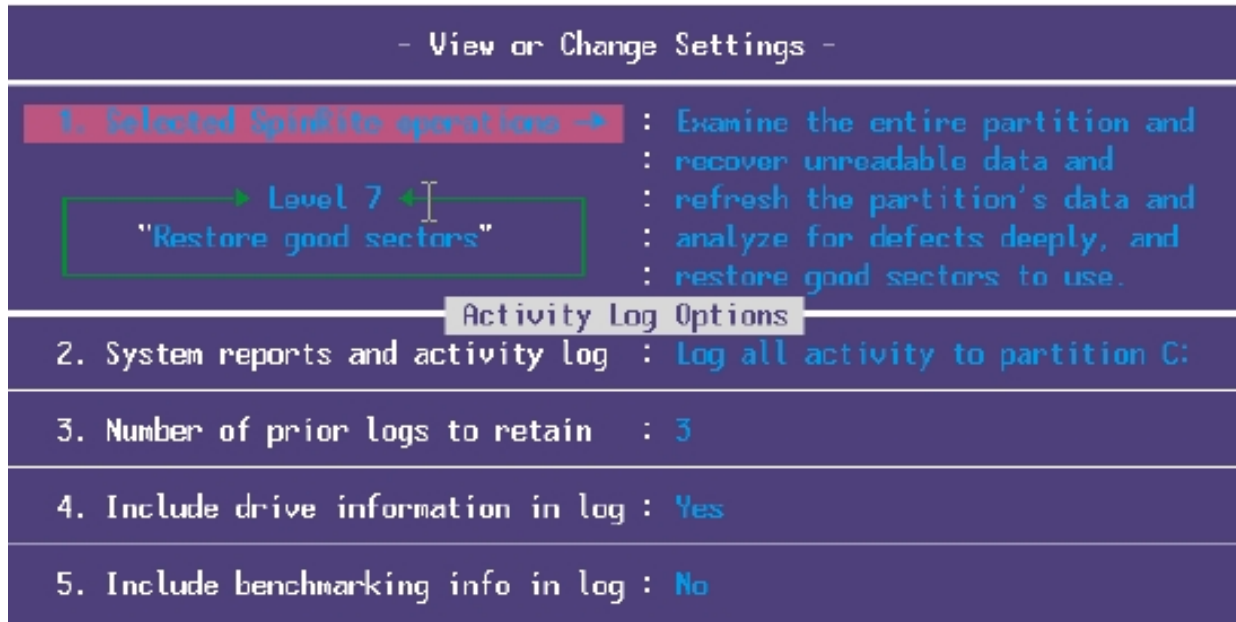 - View or Change Settings -
1. Selected SpinRite operations → : Examine the entire partition and
: recover unreadable data and
Level 7 : refresh the partition's data and
"Restore good sectors" : analyze for defects deeply, and
: restore good sectors to use.
Activity Log Options
2. System reports and activity log : Log all activity to partition C:
3. Number of prior logs to retain : 3
4. Include drive information in log : Yes
5. Include benchmarking info in log : No